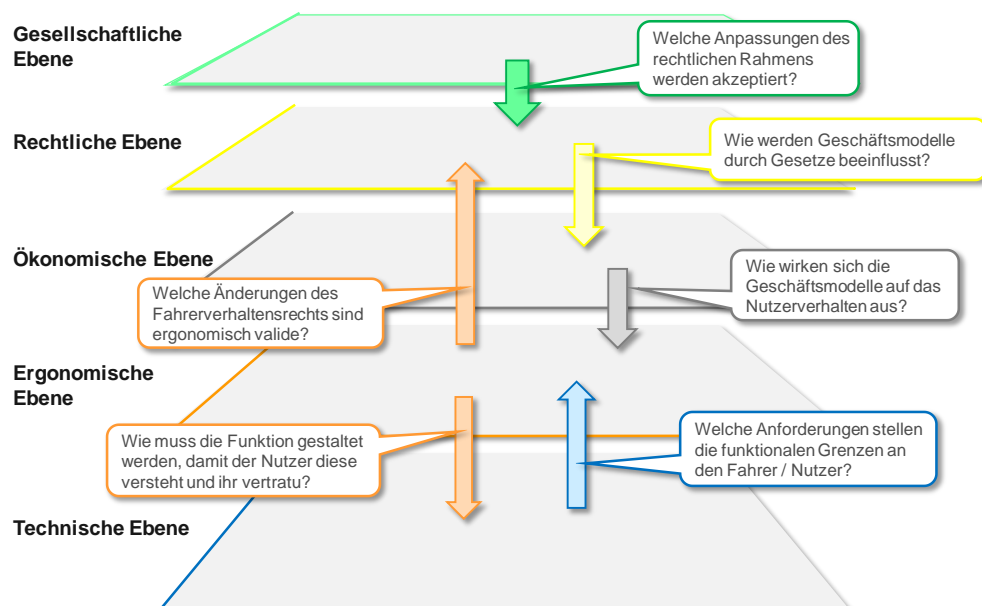 Gesellschaftliche
Ebene
Welche Anpassungen des
rechtlichen Rahmens
werden akzeptiert?
Rechtliche Ebene
Wie werden Geschäftsmodelle
durch Gesetze beeinflusst?
Ökonomische Ebene
Wie wirken sich die
Geschäftsmodelle auf das
Nutzerverhalten aus?
Welche Änderungen des
Fahrerverhaltensrechts sind
ergonomisch valide?
Ergonomische
Ebene
Wie muss die Funktion gestaltet
werden, damit der Nutzer diese
versteht und ihr vertratu?
Welche Anforderungen stellen
die funktionalen Grenzen an
den Fahrer / Nutzer?
Technische Ebene